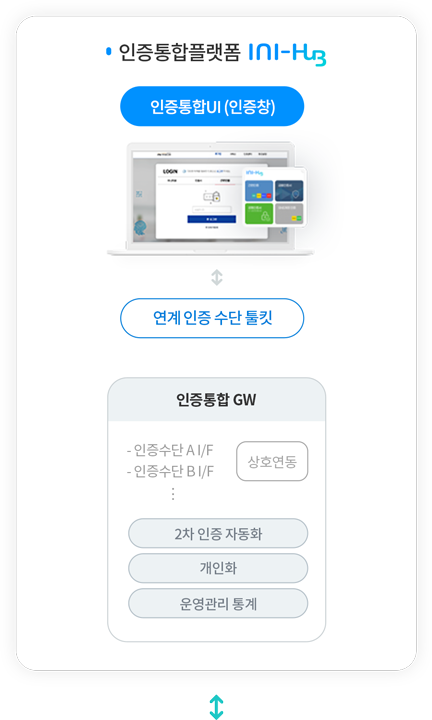 • 인증통합플랫폼 INI-HUB
인증통합UI (인증창)
LOGIN
INI-HUB
연계 인증 수단 툴킷
인증통합 GW
- 인증수단 A I/F
- 인증수단 B I/F
⋮
상호연동
2차 인증 자동화
개인화
운영관리 통계